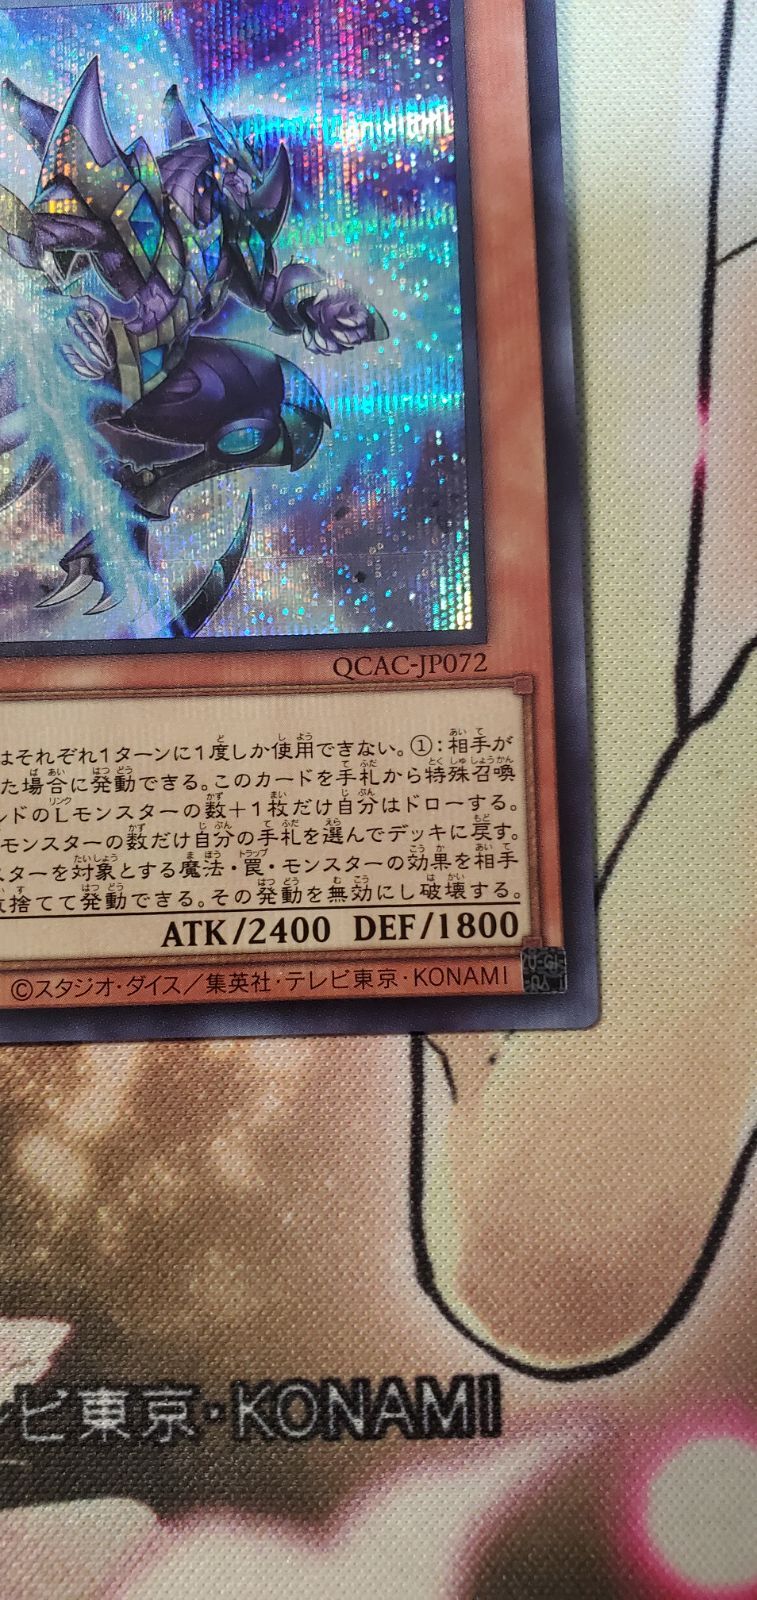 QCAC-JP072
はそれぞれ1ターンに1度しか使用できない。①：相手が
た場合に発動できる。このカードを手札から特殊召喚
ルドのLモンスターの数＋1枚だけ自分はドローする。
モンスターの数だけ自分の手札を選んでデッキに戻す。
スターを対象とする魔法・罠・モンスターの効果を相手
捨てて発動できる。その発動を無効にし破壊する。
ATK/2400 DEF/1800
©スタジオ・ダイス／集英社・テレビ東京・KONAMI
ビ東京・KONAMI